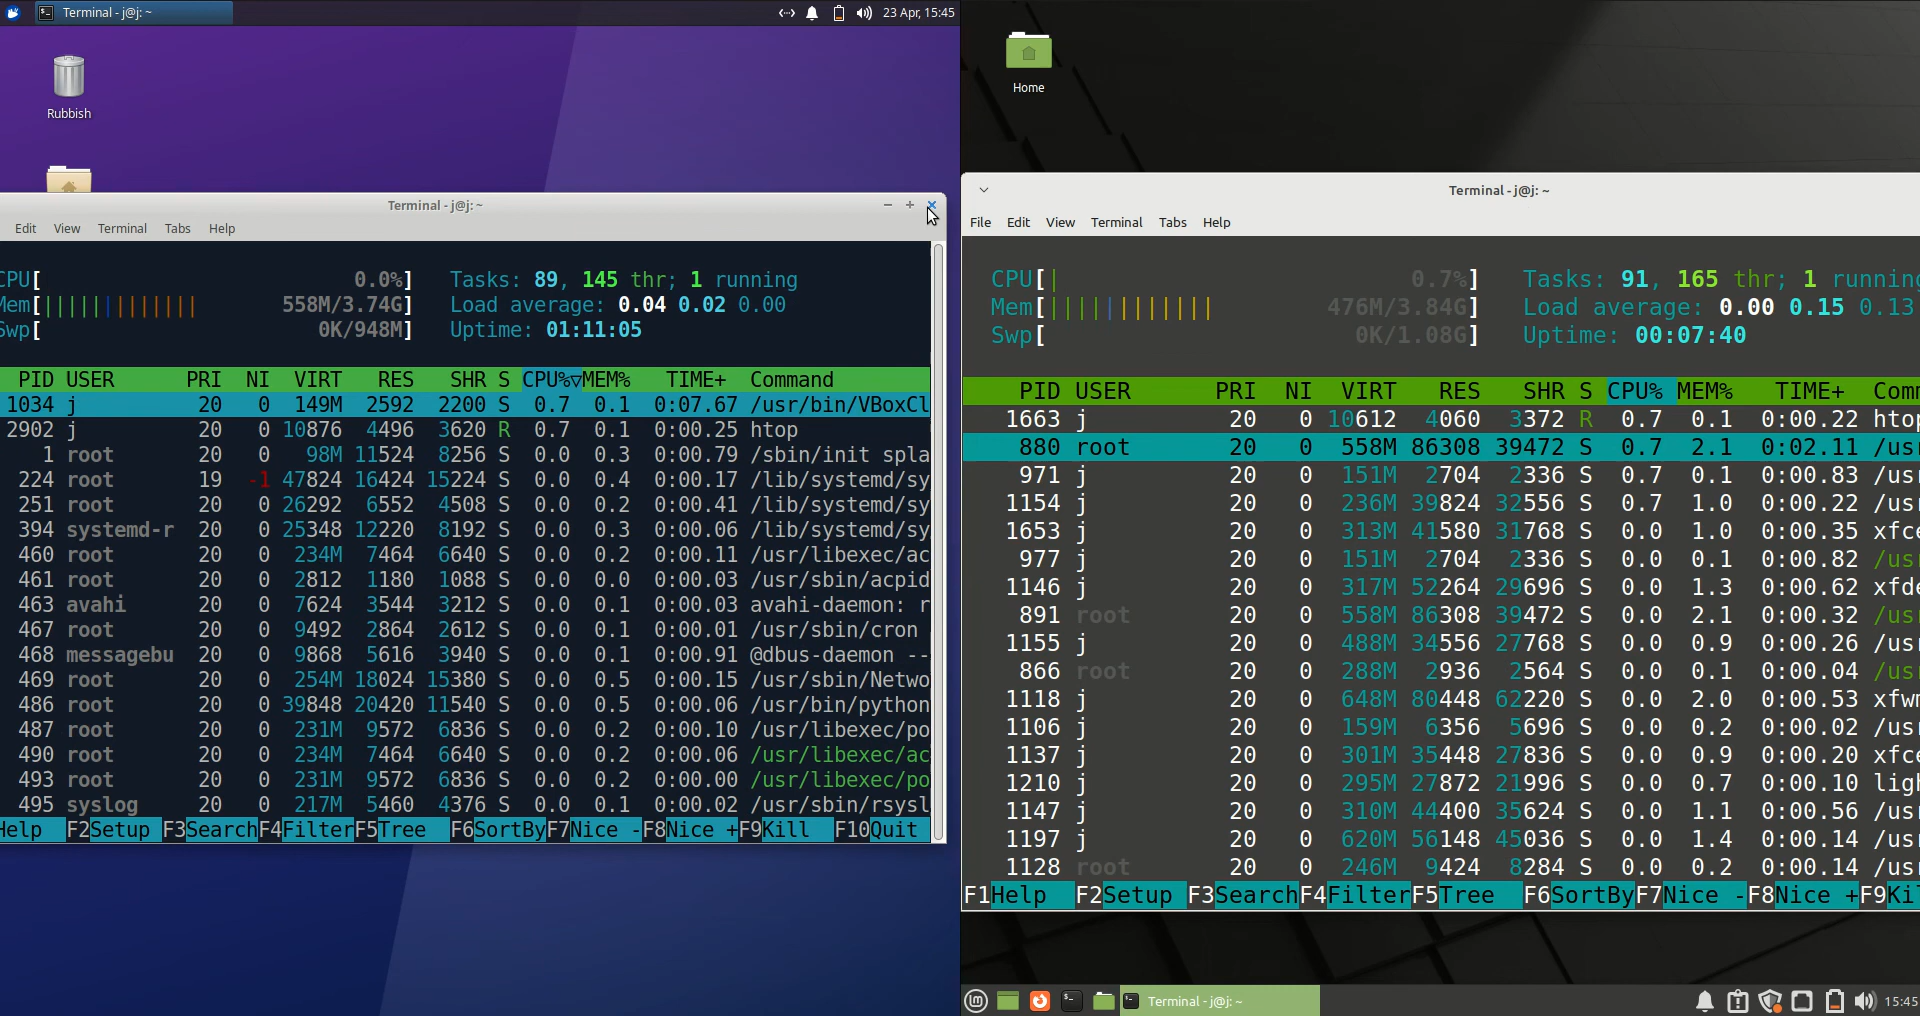 Terminal - j@j: ~
23 Apr, 15:45
Rubbish
Terminal - j@j: ~
Edit View Terminal Tabs Help
CPU[ 0.0%] Tasks: 89, 145 thr; 1 running
Mem[||||||||||||| 558M/3.74G] Load average: 0.04 0.02 0.00
Swp[ 0K/948M] Uptime: 01:11:05
PID USER PRI NI VIRT RES SHR S CPU%▽MEM% TIME+ Command
1034 j 20 0 149M 2592 2200 S 0.7 0.1 0:07.67 /usr/bin/VBoxCl
2902 j 20 0 10876 4496 3620 R 0.7 0.1 0:00.25 htop
1 root 20 0 98M 11524 8256 S 0.0 0.3 0:00.79 /sbin/init spla
224 root 19 -1 47824 16424 15224 S 0.0 0.4 0:00.17 /lib/systemd/sy
251 root 20 0 26292 6552 4508 S 0.0 0.2 0:00.41 /lib/systemd/sy
394 systemd-r 20 0 25348 12220 8192 S 0.0 0.3 0:00.06 /lib/systemd/sy
460 root 20 0 234M 7464 6640 S 0.0 0.2 0:00.11 /usr/libexec/ac
461 root 20 0 2812 1180 1088 S 0.0 0.0 0:00.03 /usr/sbin/acpid
463 avahi 20 0 7624 3544 3212 S 0.0 0.1 0:00.03 avahi-daemon: r
467 root 20 0 9492 2864 2612 S 0.0 0.1 0:00.01 /usr/sbin/cron
468 messagebu 20 0 9868 5616 3940 S 0.0 0.1 0:00.91 @dbus-daemon --
469 root 20 0 254M 18024 15380 S 0.0 0.5 0:00.15 /usr/sbin/Netwo
486 root 20 0 39848 20420 11540 S 0.0 0.5 0:00.06 /usr/bin/python
487 root 20 0 231M 9572 6836 S 0.0 0.2 0:00.10 /usr/libexec/po
490 root 20 0 234M 7464 6640 S 0.0 0.2 0:00.06 /usr/libexec/ac
493 root 20 0 231M 9572 6836 S 0.0 0.2 0:00.00 /usr/libexec/po
495 syslog 20 0 217M 5460 4376 S 0.0 0.1 0:00.02 /usr/sbin/rsysl
Help F2Setup F3SearchF4FilterF5Tree F6SortByF7Nice -F8Nice +F9Kill F10Quit
Home
Terminal - j@j: ~
File Edit View Terminal Tabs Help
CPU[| 0.7%] Tasks: 91, 165 thr; 1 running
Mem[||||||||||||| 476M/3.84G] Load average: 0.00 0.15 0.13
Swp[ 0K/1.08G] Uptime: 00:07:40
PID USER PRI NI VIRT RES SHR S CPU% MEM% TIME+ Comm
1663 j 20 0 10612 4060 3372 R 0.7 0.1 0:00.22 htop
880 root 20 0 558M 86308 39472 S 0.7 2.1 0:02.11 /usr
971 j 20 0 151M 2704 2336 S 0.7 0.1 0:00.83 /usr
1154 j 20 0 236M 39824 32556 S 0.7 1.0 0:00.22 /usr
1653 j 20 0 313M 41580 31768 S 0.0 1.0 0:00.35 xfce
977 j 20 0 151M 2704 2336 S 0.0 0.1 0:00.82 /usr
1146 j 20 0 317M 52264 29696 S 0.0 1.3 0:00.62 xfde
891 root 20 0 558M 86308 39472 S 0.0 2.1 0:00.32 /usr
1155 j 20 0 488M 34556 27768 S 0.0 0.9 0:00.26 /usr
866 root 20 0 288M 2936 2564 S 0.0 0.1 0:00.04 /usr
1118 j 20 0 648M 80448 62220 S 0.0 2.0 0:00.53 xfwm
1106 j 20 0 159M 6356 5696 S 0.0 0.2 0:00.02 /usr
1137 j 20 0 301M 35448 27836 S 0.0 0.9 0:00.20 xfce
1210 j 20 0 295M 27872 21996 S 0.0 0.7 0:00.10 ligh
1147 j 20 0 310M 44400 35624 S 0.0 1.1 0:00.56 /usr
1197 j 20 0 620M 56148 45036 S 0.0 1.4 0:00.14 /usr
1128 root 20 0 246M 9424 8284 S 0.0 0.2 0:00.14 /usr
F1Help F2Setup F3SearchF4FilterF5Tree F6SortByF7Nice -F8Nice +F9Kil
Terminal - j@j: ~
15:45